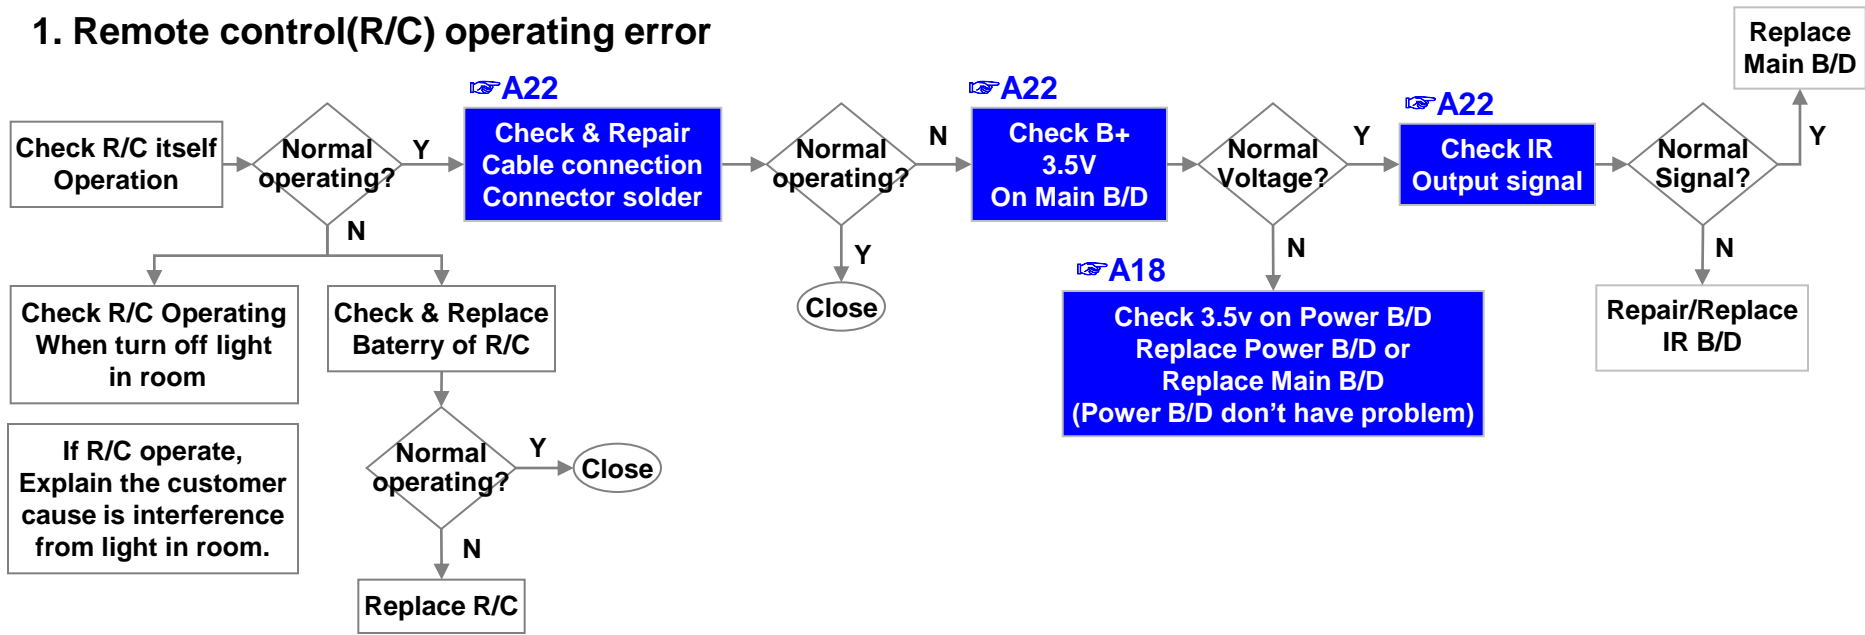 1. Remote control(R/C) operating error
Replace
Main B/D
☞A22
☞A22
☞A22
Check R/C itself
Operation
Normal
operating?
Y
Check & Repair
Cable connection
Connector solder
Normal
operating?
N
Check B+
3.5V
On Main B/D
Normal
Voltage?
Y
Check IR
Output signal
Normal
Signal?
Y
N
Y
N
N
Close
☞A18
Check R/C Operating
When turn off light
in room
Check & Replace
Baterry of R/C
Check 3.5v on Power B/D
Replace Power B/D or
Replace Main B/D
(Power B/D don’t have problem)
Repair/Replace
IR B/D
If R/C operate,
Explain the customer
cause is interference
from light in room.
Normal
operating?
Y
Close
N
Replace R/C